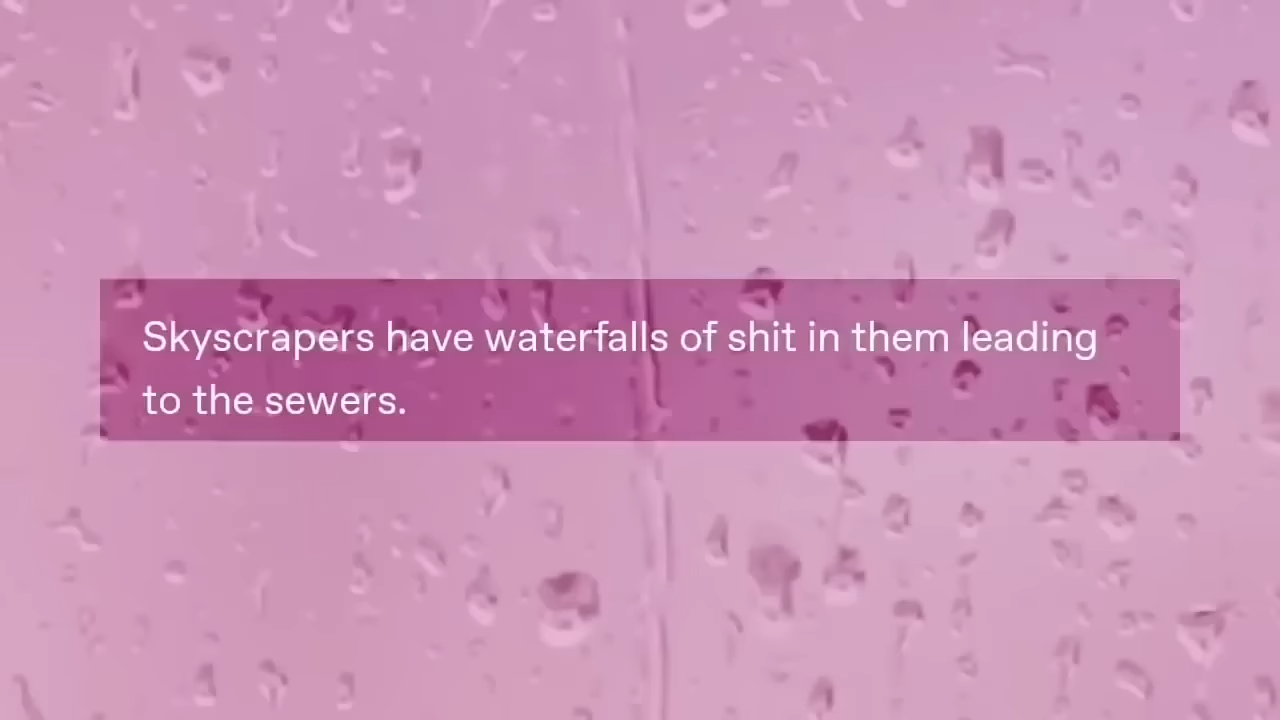 Skyscrapers have waterfalls of shit in them leading
to the sewers.